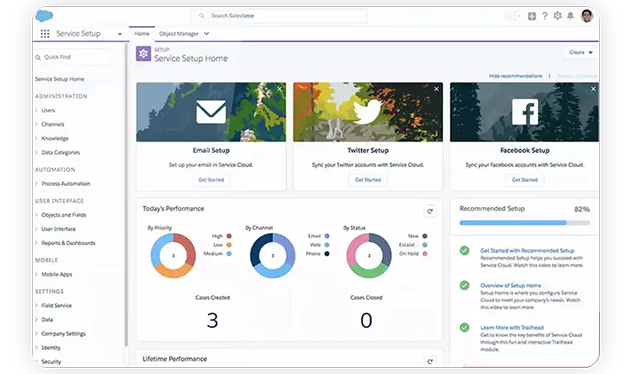 Search Salesforce
Service Setup
Home
Object Manager
Quick Find
Service Setup Home
ADMINISTRATION
Users
Channels
Knowledge
Data Categories
AUTOMATION
Process Automation
USER INTERFACE
Objects and Fields
User Interface
Reports & Dashboards
MOBILE
Mobile Apps
SETTINGS
Field Service
Data
Company Settings
Identity
Security
SETUP
Service Setup Home
Create
Hide recommendations
Email Setup
Set up your email in Service Cloud.
Get Started
Twitter Setup
Sync your Twitter accounts with Service Cloud.
Get Started
Facebook Setup
Sync your Facebook accounts with Service Cloud.
Get Started
Today's Performance
By Priority
High
Low
Medium
3
By Channel
Email
Web
Phone
3
By Status
New
Escalat...
On Hold
3
Cases Created
3
Cases Closed
0
Lifetime Performance
Recommended Setup
82%
Get Started with Recommended Setup
Recommended Setup helps you succeed with
Service Cloud. Watch this video to learn more.
Overview of Setup Home
Setup Home is where you configure Service
Cloud to meet your company's needs. Watch
this video to learn more.
Learn More with Trailhead
Get to know the key benefits of Service Cloud
through this fun and interactive Trailhead
module.